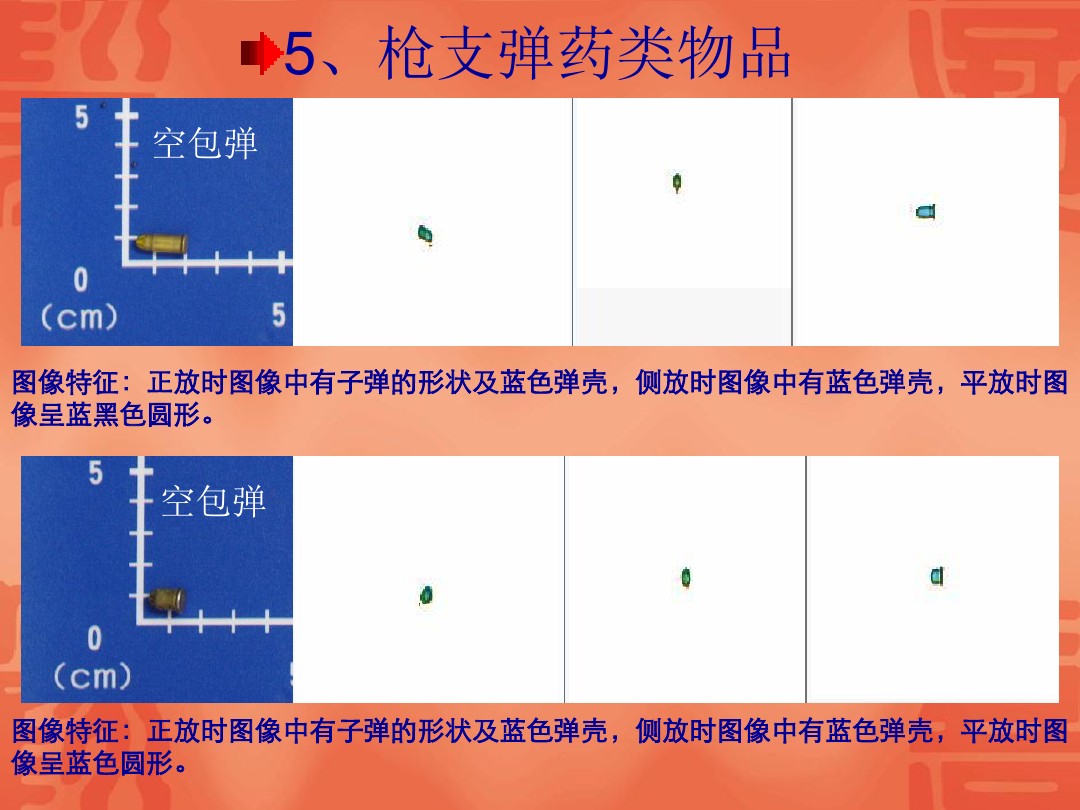 5、枪支弹药类物品
5
空包弹
0
(cm)
5
图像特征：正放时图像中有子弹的形状及蓝色弹壳，侧放时图像中有蓝色弹壳，平放时图
像呈蓝黑色圆形。
5
空包弹
0
(cm)
图像特征：正放时图像中有子弹的形状及蓝色弹壳，侧放时图像中有蓝色弹壳，平放时图
像呈蓝色圆形。